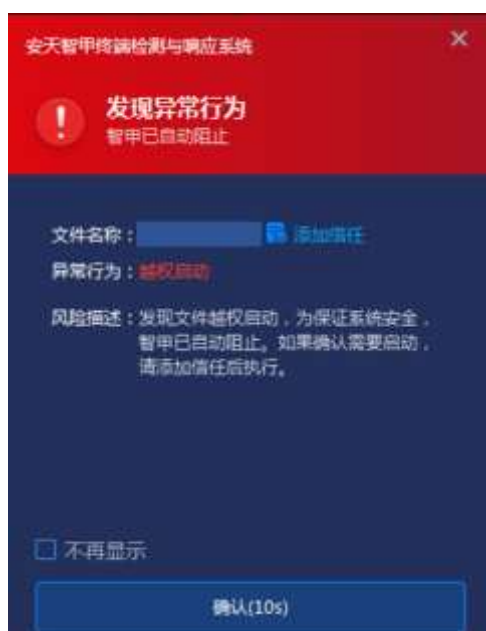 安天智甲终端检测与响应系统
发现异常行为
智甲已自动阻止
文件名称: 添加信任
异常行为:越权启动
风险描述:发现文件越权启动,为保证系统安全,
智甲已自动阻止。如果确认需要启动,
请添加信任后执行。
不再显示
确认(10s)